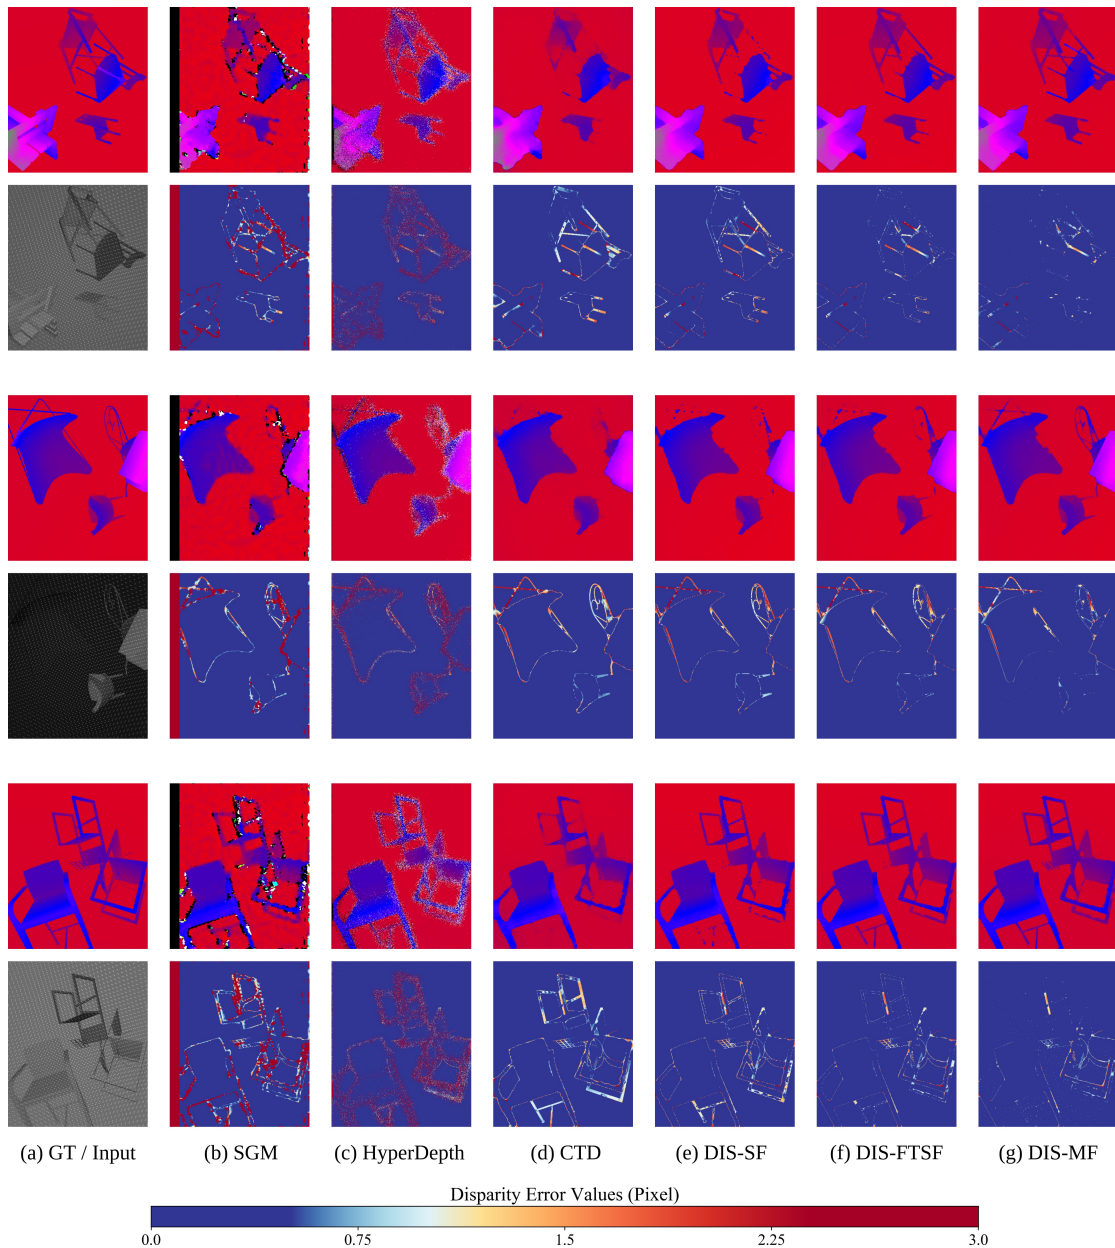 (a) GT / Input (b) SGM (c) HyperDepth (d) CTD (e) DIS-SF (f) DIS-FTSF (g) DIS-MF
Disparity Error Values (Pixel)
0.0 0.75 1.5 2.25 3.0